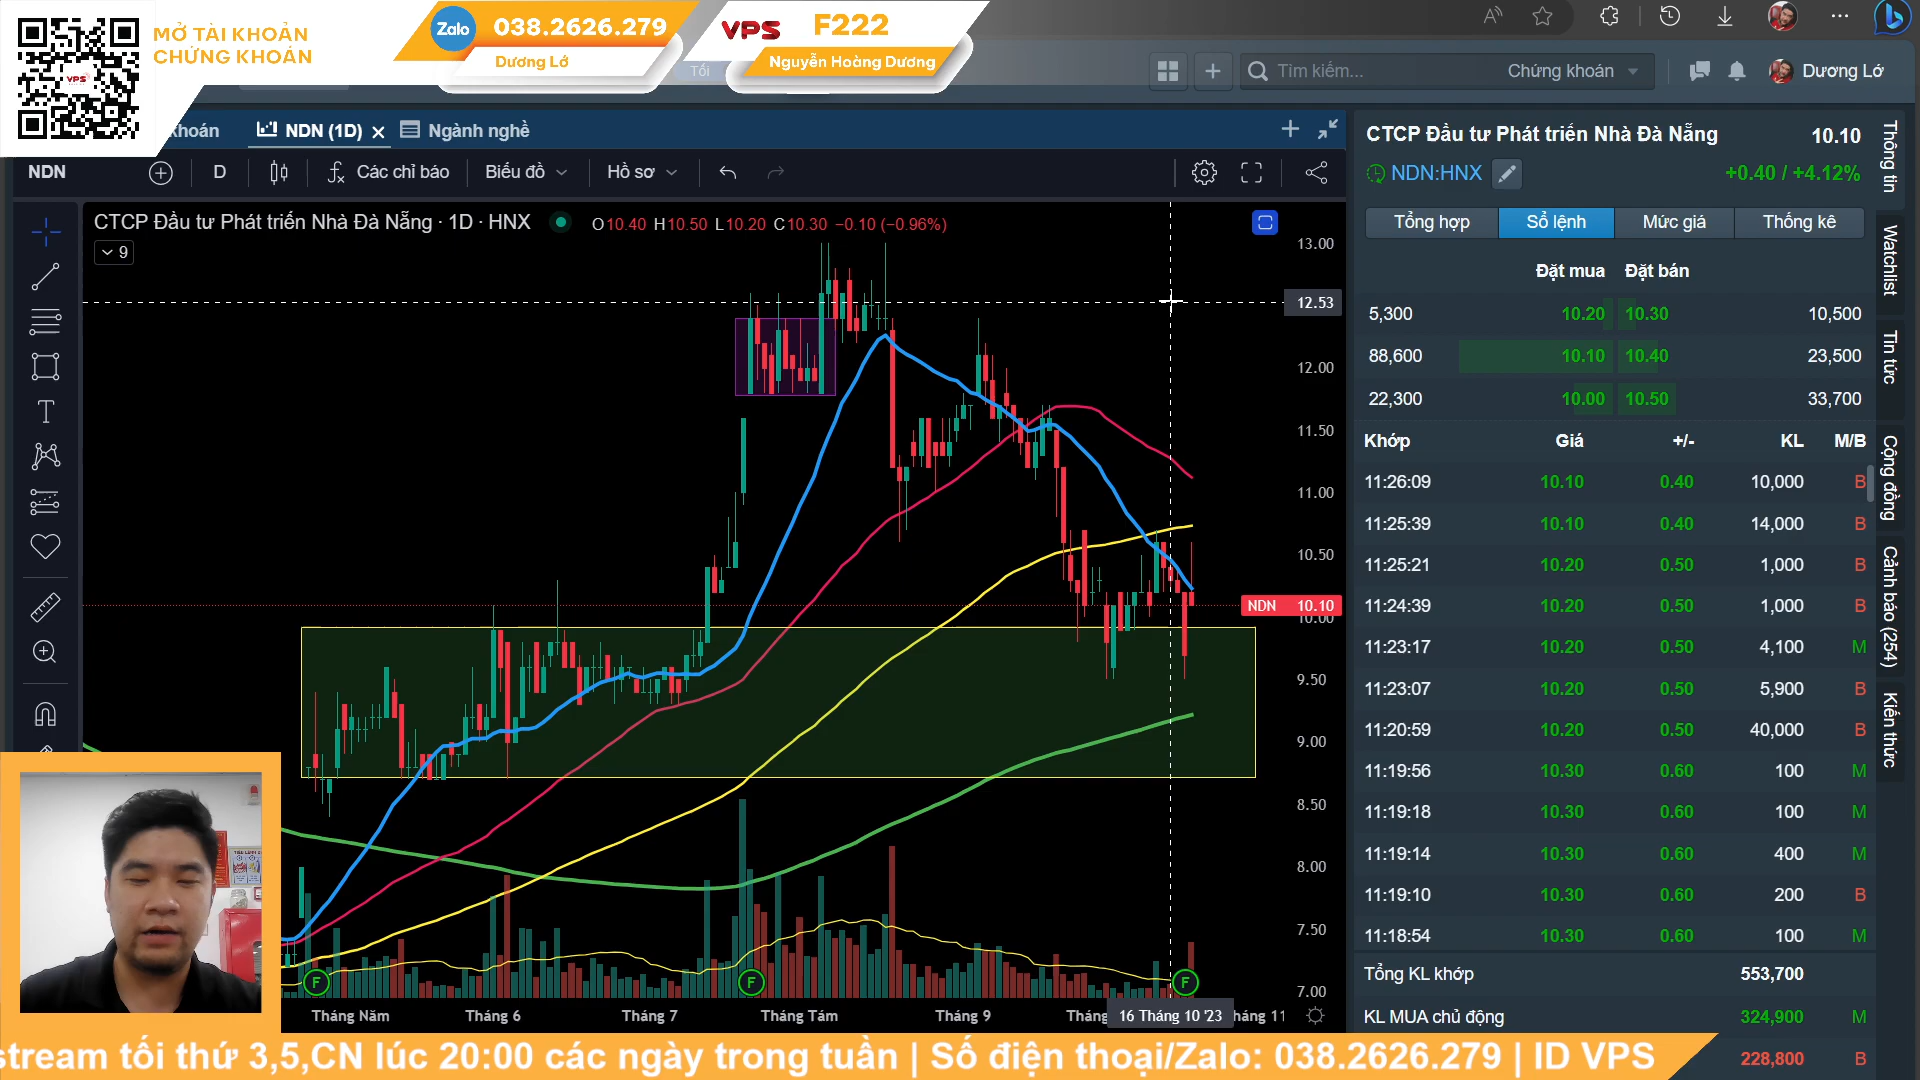 MỞ TÀI KHOẢN
CHỨNG KHOÁN
VPS
Zalo
038.2626.279
Dương Lớ
VPS
F222
Nguyễn Hoàng Dương
Tối
Tìm kiếm...
Chứng khoán
Dương Lớ
khoán
NDN (1D)
Ngành nghề
NDN
D
Các chỉ báo
Biểu đồ
Hồ sơ
CTCP Đầu tư Phát triển Nhà Đà Nẵng · 1D · HNX
O10.40 H10.50 L10.20 C10.30 −0.10 (−0.96%)
9
13.00
12.53
12.00
11.50
11.00
10.50
NDN 10.10
10.00
9.50
9.00
8.50
8.00
7.50
7.00
F
F
F
Tháng Năm
Tháng 6
Tháng 7
Tháng Tám
Tháng 9
Tháng
16 Tháng 10 '23
háng 11
CTCP Đầu tư Phát triển Nhà Đà Nẵng
10.10
NDN:HNX
+0.40 / +4.12%
Tổng hợp
Sổ lệnh
Mức giá
Thống kê
Đặt mua Đặt bán
5,300 10.20 10.30 10,500
88,600 10.10 10.40 23,500
22,300 10.00 10.50 33,700
Khớp Giá +/- KL M/B
11:26:09 10.10 0.40 10,000 B
11:25:39 10.10 0.40 14,000 B
11:25:21 10.20 0.50 1,000 B
11:24:39 10.20 0.50 1,000 B
11:23:17 10.20 0.50 4,100 M
11:23:07 10.20 0.50 5,900 B
11:20:59 10.20 0.50 40,000 B
11:19:56 10.30 0.60 100 M
11:19:18 10.30 0.60 100 M
11:19:14 10.30 0.60 400 M
11:19:10 10.30 0.60 200 B
11:18:54 10.30 0.60 100 M
Tổng KL khớp 553,700
KL MUA chủ động 324,900 M
228,800 B
Thông tin
Watchlist
Tin tức
Cộng đồng
Cảnh báo (254)
Kiến thức
stream tối thứ 3,5,CN lúc 20:00 các ngày trong tuần | Số điện thoại/Zalo: 038.2626.279 | ID VPS